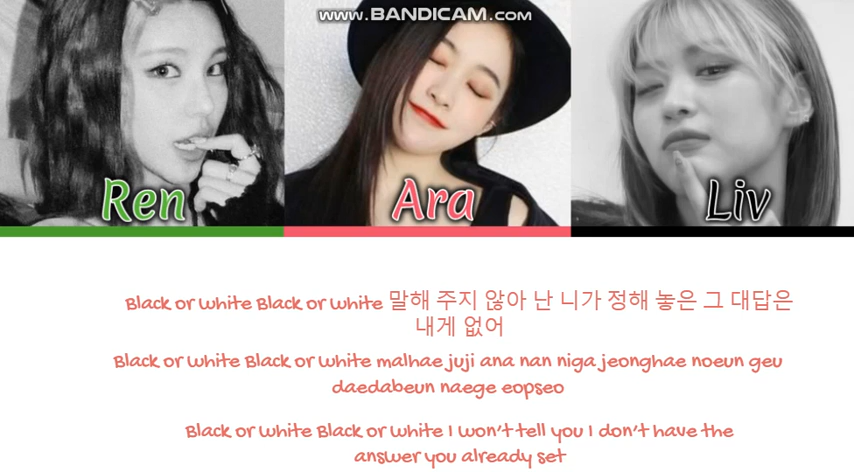 www.BANDICAM.com
Ren
Ara
Liv
Black or White Black or White 말해 주지 않아 난 니가 정해 놓은 그 대답은
내게 없어
Black or White Black or White malhae juji ana nan niga jeonghae noeun geu
daedabeun naege eopseo
Black or White Black or White I won't tell you I don't have the
answer you already set